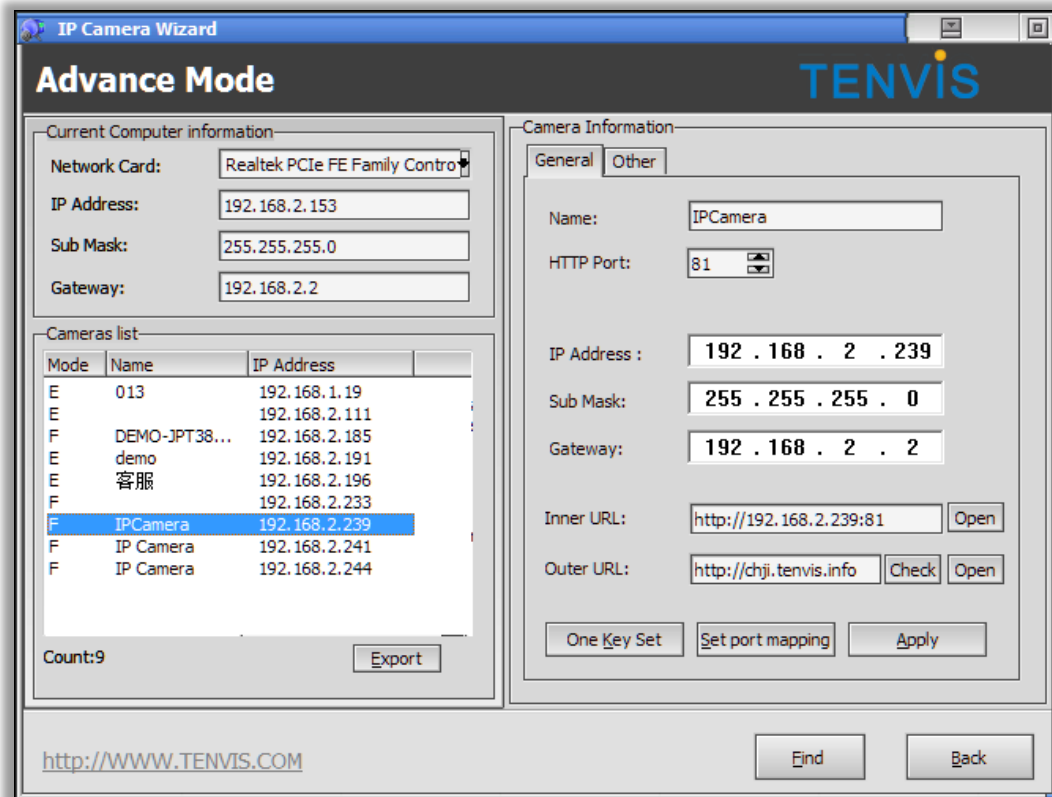 IP Camera Wizard
Advance Mode
TENVIS
Current Computer information
Network Card: Realtek PCIe FE Family Contro
IP Address: 192.168.2.153
Sub Mask: 255.255.255.0
Gateway: 192.168.2.2
Cameras list
Mode Name IP Address
E 013 192.168.1.19
E 192.168.2.111
F DEMO-JPT38... 192.168.2.185
E demo 192.168.2.191
E 客服 192.168.2.196
F 192.168.2.233
F IPCamera 192.168.2.239
F IP Camera 192.168.2.241
F IP Camera 192.168.2.244
Count:9 Export
Camera Information
General Other
Name: IPCamera
HTTP Port: 81
IP Address : 192 . 168 . 2 . 239
Sub Mask: 255 . 255 . 255 . 0
Gateway: 192 . 168 . 2 . 2
Inner URL: http://192.168.2.239:81 Open
Outer URL: http://chji.tenvis.info Check Open
One Key Set Set port mapping Apply
http://WWW.TENVIS.COM
Find Back